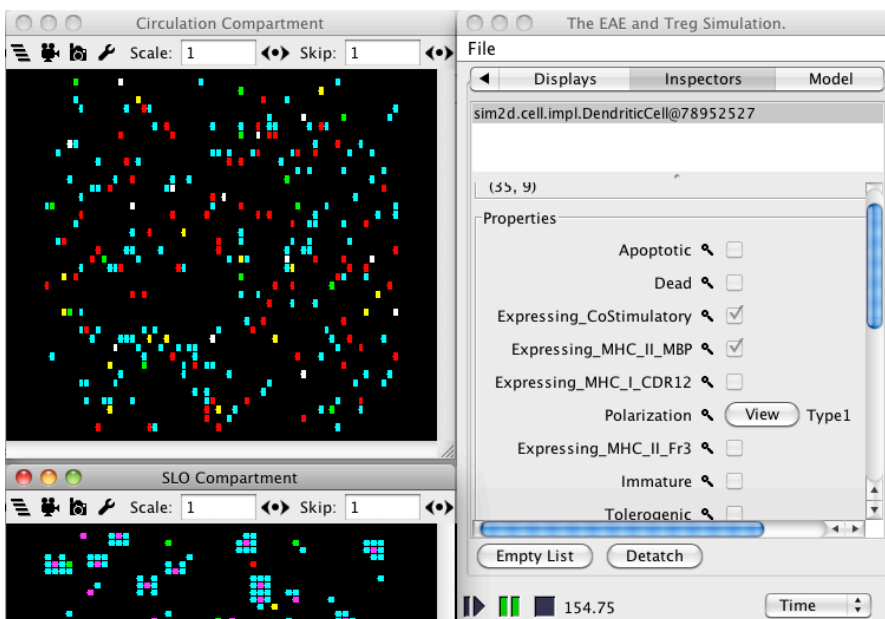 Circulation Compartment
Scale: 1 Skip: 1
SLO Compartment
Scale: 1 Skip: 1
The EAE and Treg Simulation.
File
Displays Inspectors Model
sim2d.cell.impl.DendriticCell@78952527
(35, 9)
Properties
Apoptotic
Dead
Expressing_CoStimulatory
Expressing_MHC_II_MBP
Expressing_MHC_I_CDR12
Polarization View Type1
Expressing_MHC_II_Fr3
Immature
Tolerogenic
Empty List Detatch
154.75 Time